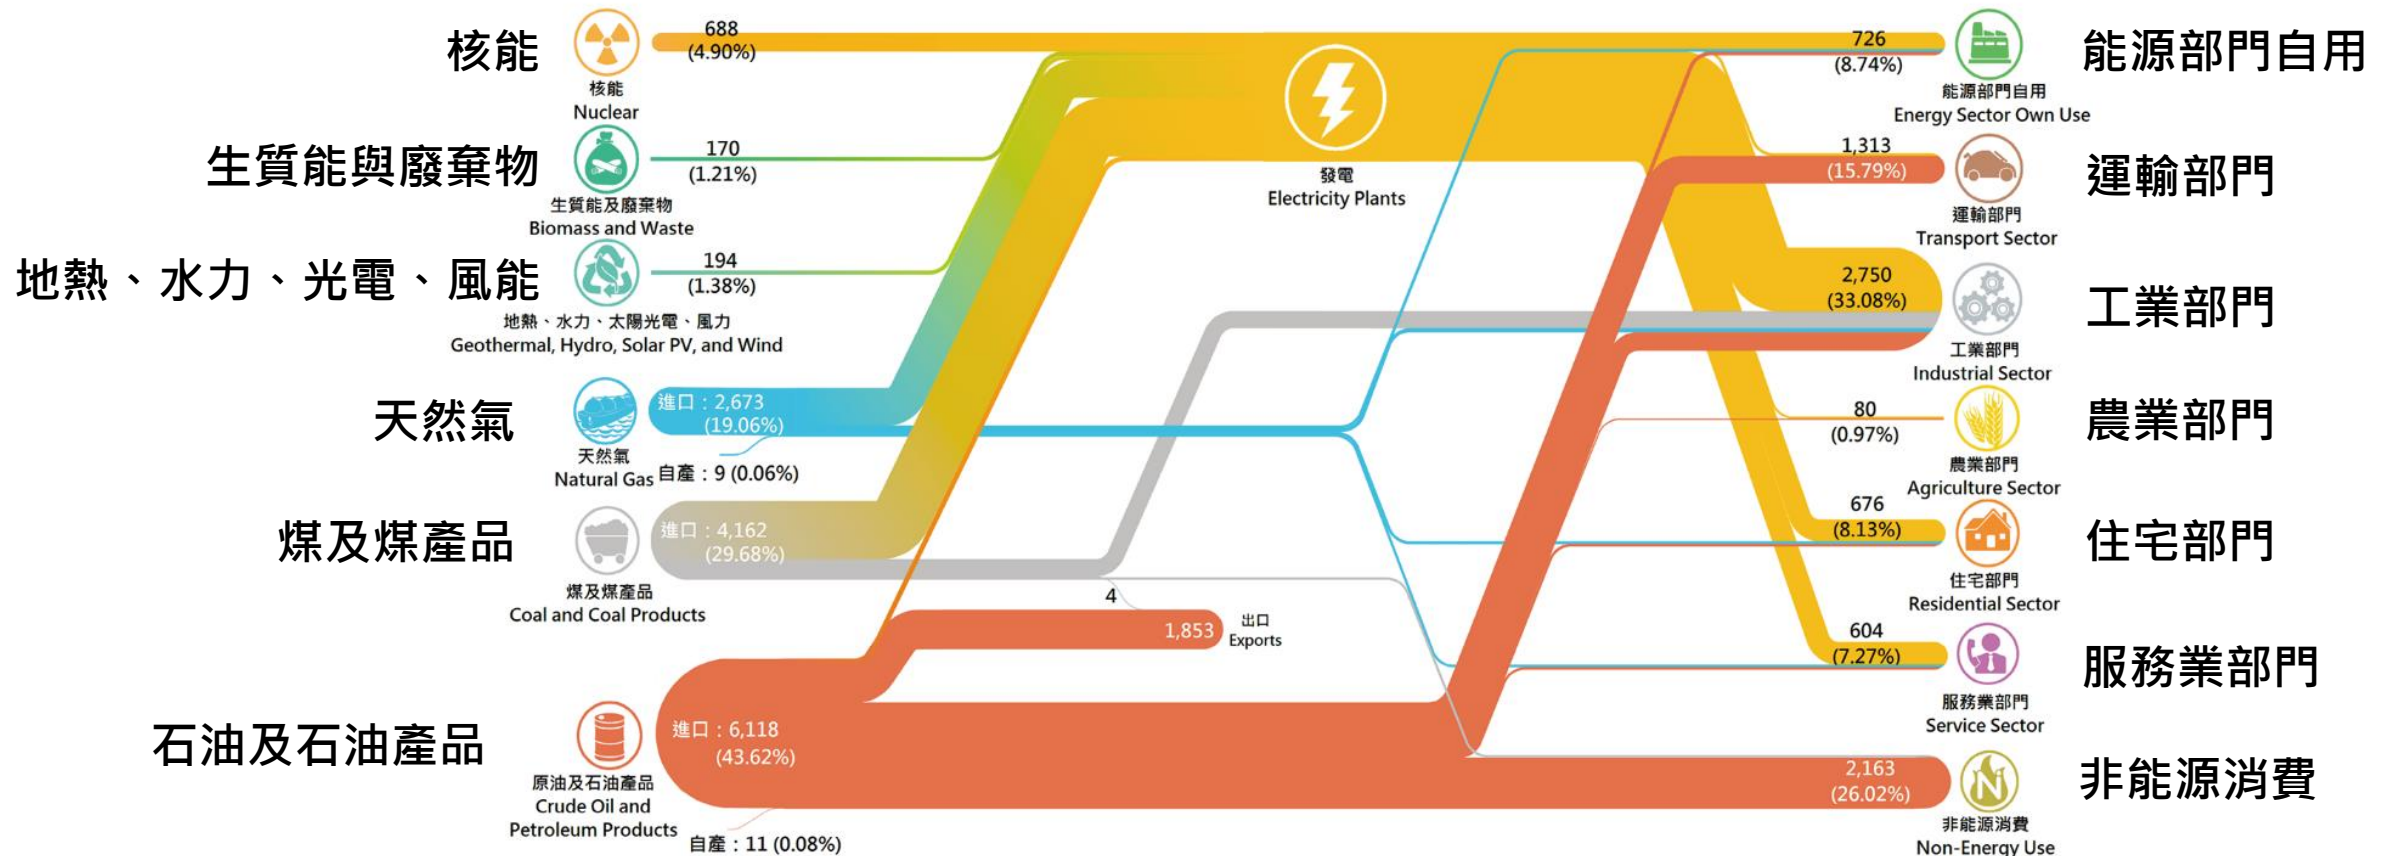 核能
688
(4.90%)
核能
Nuclear
生質能與廢棄物
170
(1.21%)
生質能及廢棄物
Biomass and Waste
地熱、水力、光電、風能
194
(1.38%)
地熱、水力、太陽光電、風力
Geothermal, Hydro, Solar PV, and Wind
天然氣
進口：2,673
(19.06%)
天然氣
Natural Gas
自產：9 (0.06%)
煤及煤產品
進口：4,162
(29.68%)
煤及煤產品
Coal and Coal Products
石油及石油產品
進口：6,118
(43.62%)
原油及石油產品
Crude Oil and
Petroleum Products
自產：11 (0.08%)
發電
Electricity Plants
4
1,853
出口
Exports
726
(8.74%)
能源部門自用
Energy Sector Own Use
能源部門自用
1,313
(15.79%)
運輸部門
Transport Sector
運輸部門
2,750
(33.08%)
工業部門
Industrial Sector
工業部門
80
(0.97%)
農業部門
Agriculture Sector
農業部門
676
(8.13%)
住宅部門
Residential Sector
住宅部門
604
(7.27%)
服務業部門
Service Sector
服務業部門
2,163
(26.02%)
非能源消費
Non-Energy Use
非能源消費